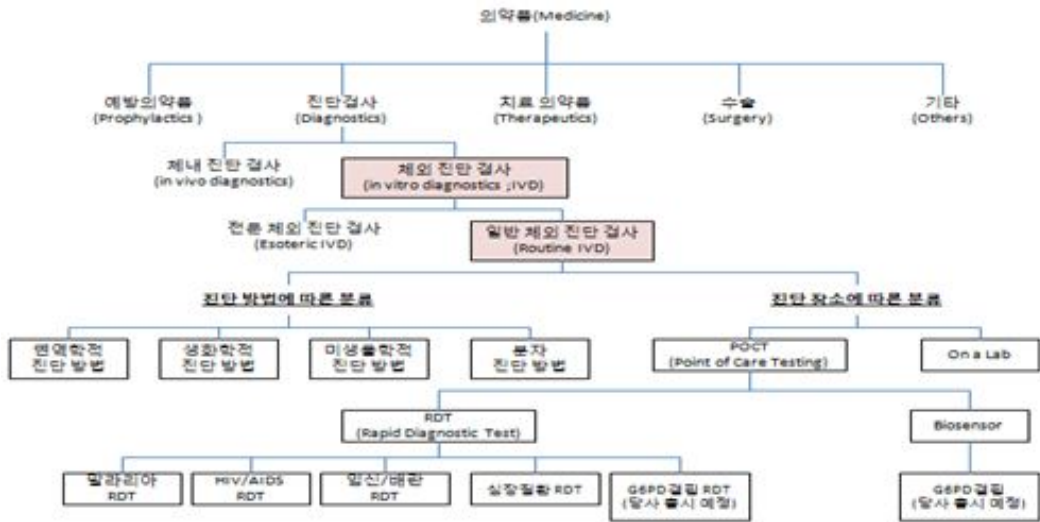 의약품(Medicine)
예방의약품
(Prophylactics )
진단검사
(Diagnostics)
치료 의약품
(Therapeutics)
수술
(Surgery)
기타
(Others)
체내 진단 검사
(in vivo diagnostics)
체외 진단 검사
(in vitro diagnostics ;IVD)
전문 체외 진단 검사
(Esoteric IVD)
일반 체외 진단 검사
(Routine IVD)
진단 방법에 따른 분류
진단 장소에 따른 분류
면역학적
진단 방법
생화학적
진단 방법
미생물학적
진단 방법
분자
진단 방법
POCT
(Point of Care Testing)
On a Lab
RDT
(Rapid Diagnostic Test)
Biosensor
말라리아
RDT
HIV/AIDS
RDT
임신/배란
RDT
심장질환 RDT
G6PD결핍 RDT
(당사 출시 예정)
G6PD결핍
(당사 출시 예정)